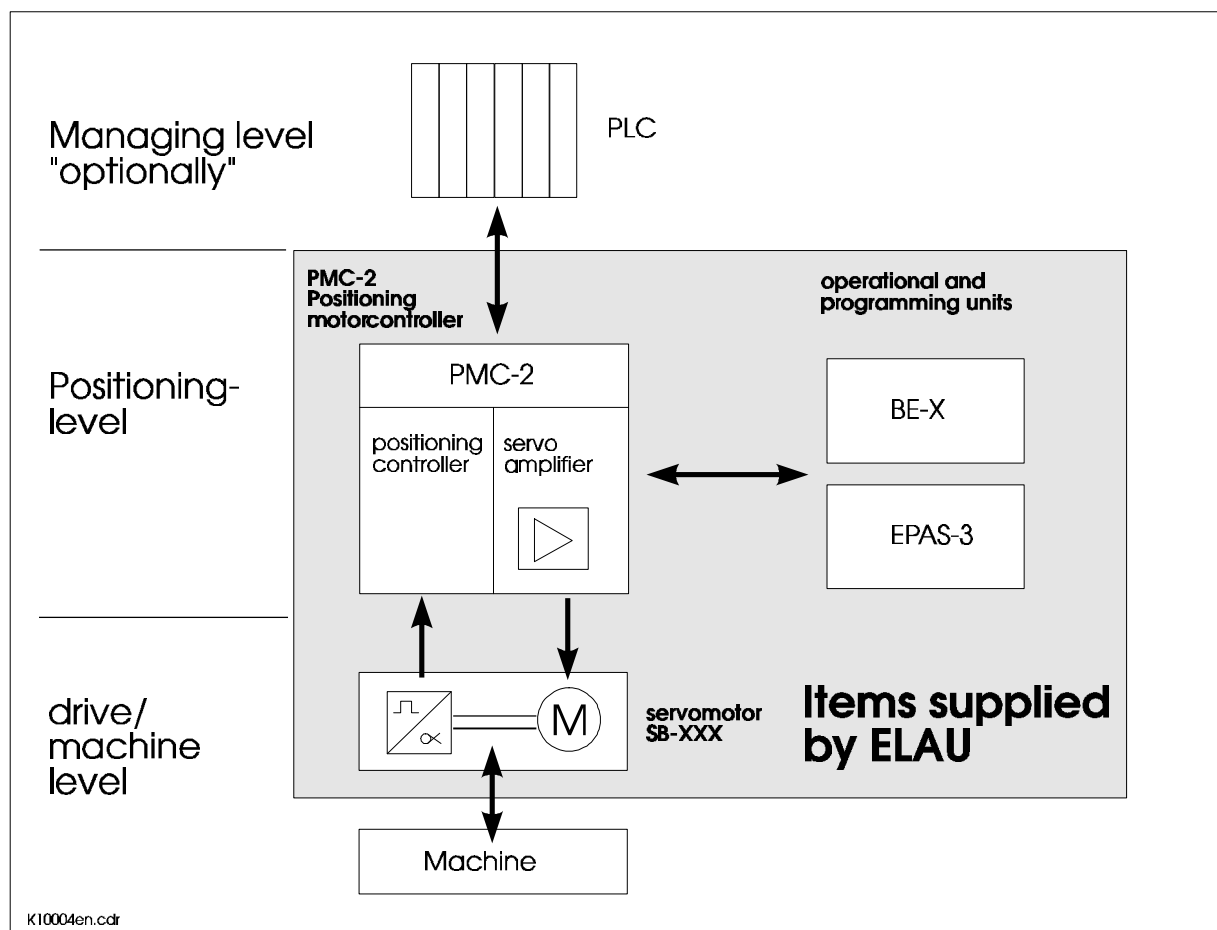 Managing level
"optionally"
PLC
PMC-2
Positioning
motorcontroller
operational and
programming units
Positioning-
level
PMC-2
positioning
controller
servo
amplifier
BE-X
EPAS-3
drive/
machine
level
M
servomotor
SB-XXX
Items supplied
by ELAU
Machine
K10004en.cdr